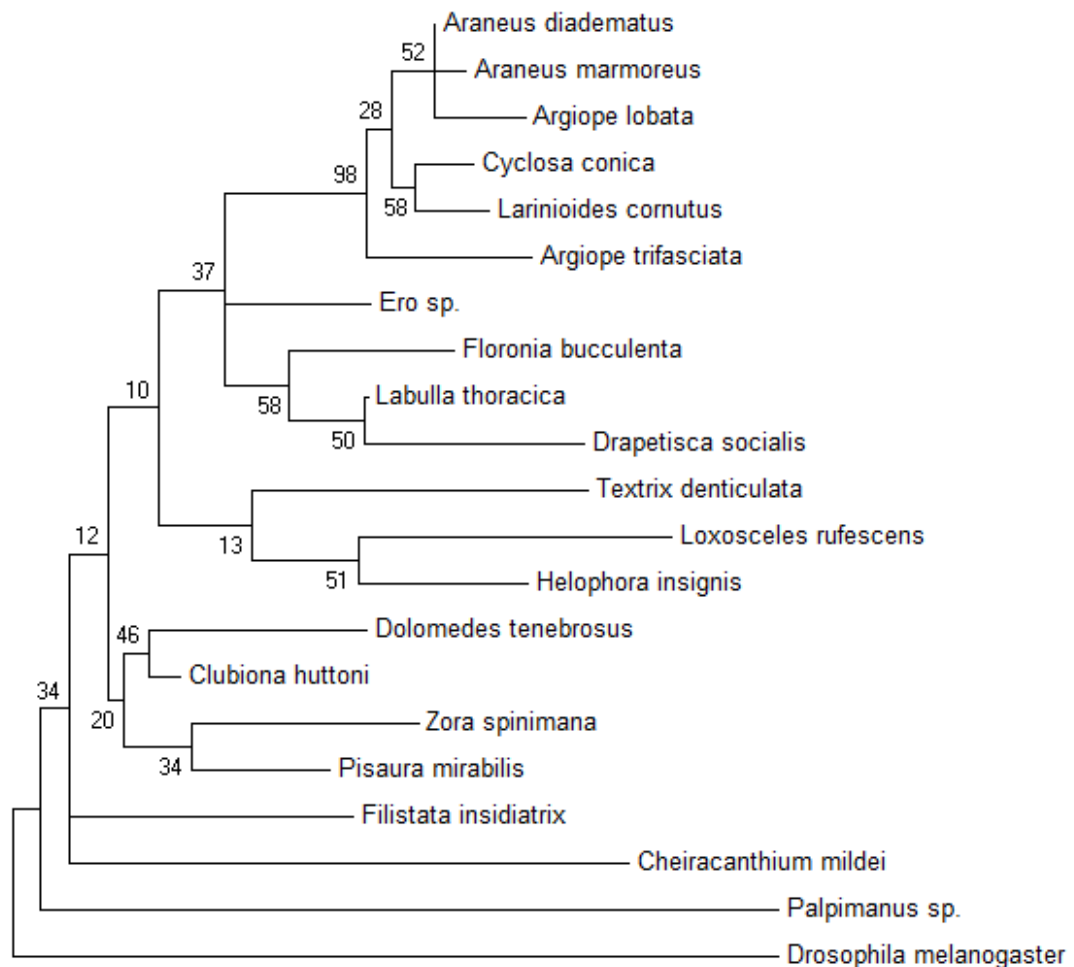 Araneus diadematus
52
Araneus marmoreus
28
Argiope lobata
Cyclosa conica
98
58
Larinioides cornutus
Argiope trifasciata
37
Ero sp.
Floronia bucculenta
10
58
Labulla thoracica
50
Drapetisca socialis
Textrix denticulata
12
13
Loxosceles rufescens
51
Helophora insignis
46
Dolomedes tenebrosus
Clubiona huttoni
34
20
Zora spinimana
34
Pisaura mirabilis
Filistata insidiatrix
Cheiracanthium mildei
Palpimanus sp.
Drosophila melanogaster